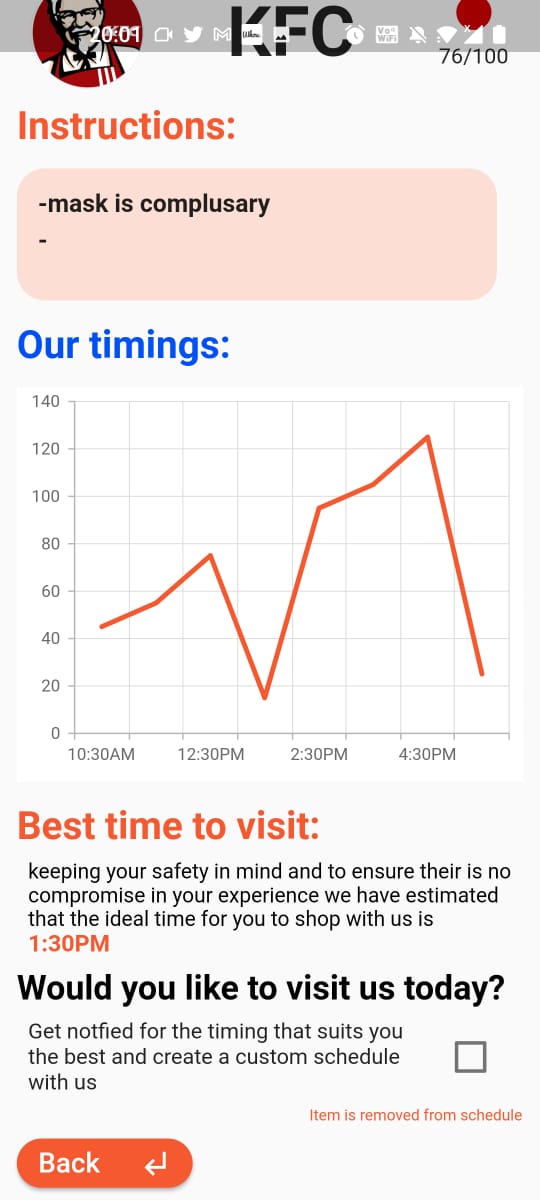 20:01
KFC
76/100
Instructions:
-mask is complusary
-
Our timings:
140
120
100
80
60
40
20
0
10:30AM 12:30PM 2:30PM 4:30PM
Best time to visit:
keeping your safety in mind and to ensure their is no
compromise in your experience we have estimated
that the ideal time for you to shop with us is
1:30PM
Would you like to visit us today?
Get notfied for the timing that suits you
the best and create a custom schedule
with us
Item is removed from schedule
Back